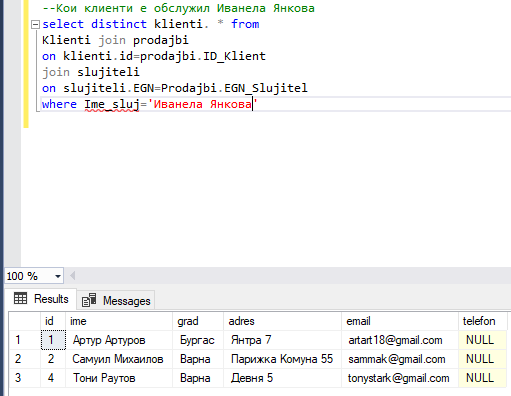 --Кои клиенти е обслужил Иванела Янкова
select distinct klienti. * from
Klienti join prodajbi
on klienti.id=prodajbi.ID_Klient
join slujiteli
on slujiteli.EGN=Prodajbi.EGN_Slujitel
where Ime_sluj='Иванела Янкова'
100 %
Results Messages
id ime grad adres email telefon
1 1 Артур Артуров Бургас Янтра 7 artart18@gmail.com NULL
2 2 Самуил Михаилов Варна Парижка Комуна 55 sammak@gmail.com NULL
3 4 Тони Раутов Варна Девня 5 tonystark@gmail.com NULL